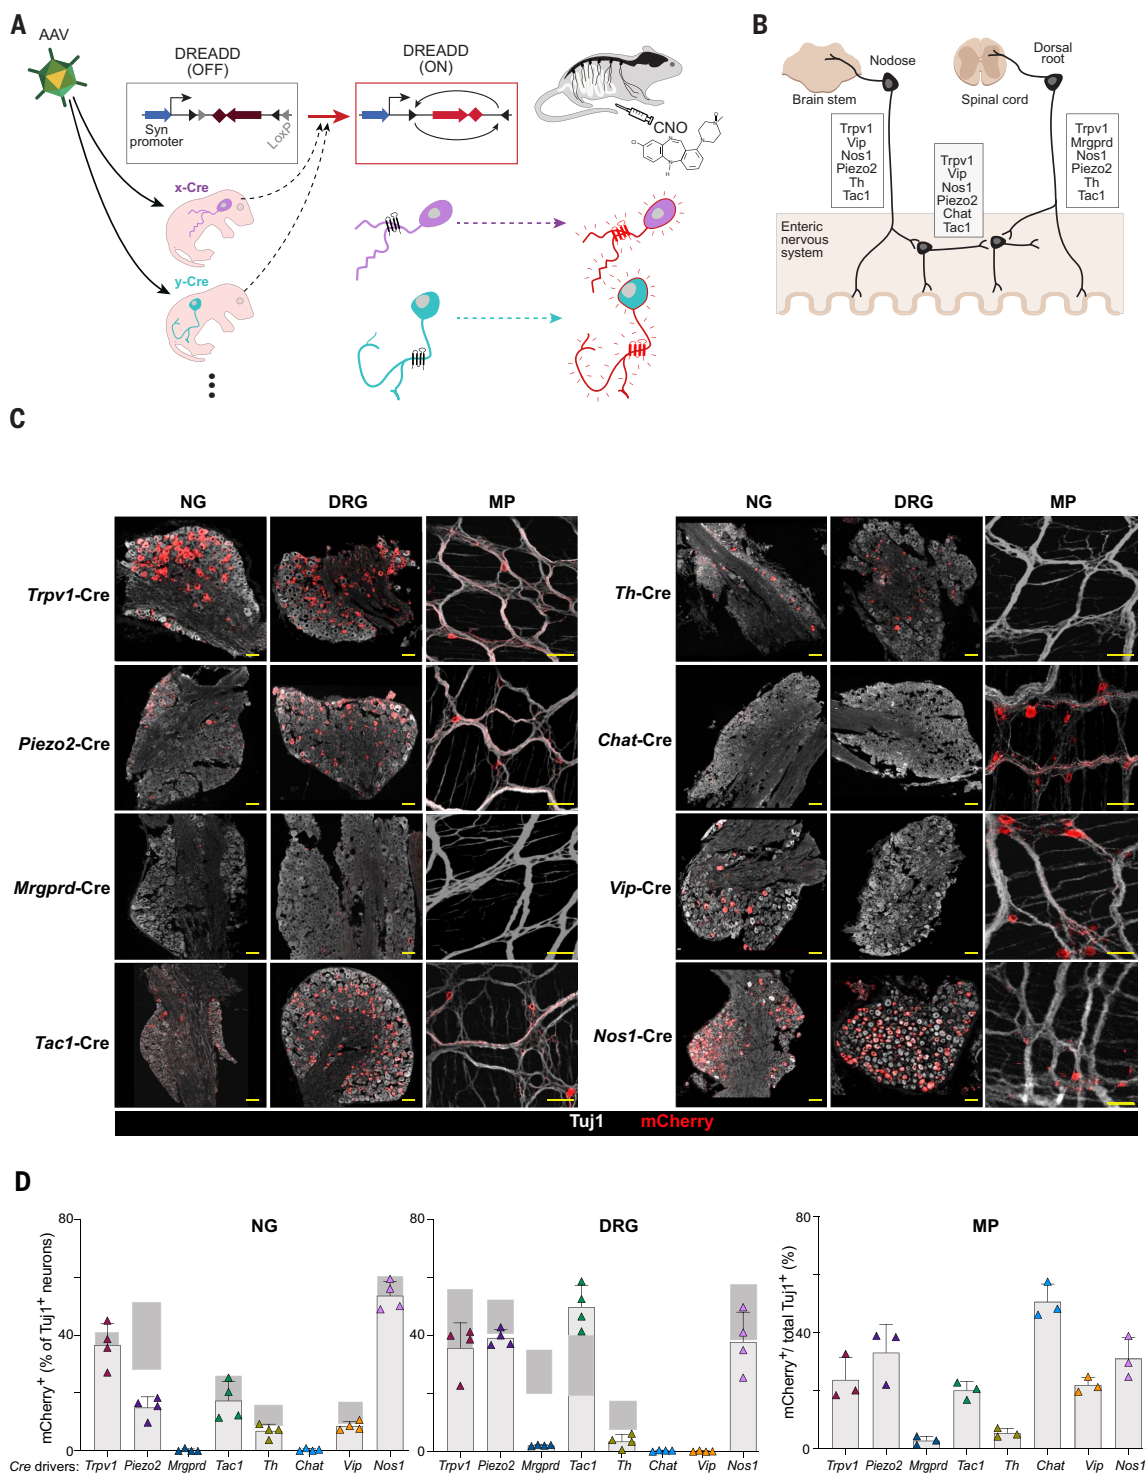 A
AAV
DREADD
(OFF)
Syn
promoter
LoxP
DREADD
(ON)
CNO
Cl
N
N
N
N
H
x-Cre
y-Cre
B
Nodose
Brain stem
Dorsal
root
Spinal cord
Trpv1
Vip
Nos1
Piezo2
Th
Tac1
Trpv1
Vip
Nos1
Piezo2
Chat
Tac1
Trpv1
Mrgprd
Nos1
Piezo2
Th
Tac1
Enteric
nervous
system
C
NG DRG MP
Trpv1-Cre
Piezo2-Cre
Mrgprd-Cre
Tac1-Cre
NG DRG MP
Th-Cre
Chat-Cre
Vip-Cre
Nos1-Cre
Tuj1 mCherry
D
NG
mCherry+ (% of Tuj1+ neurons)
80
40
0
Cre drivers: Trpv1 Piezo2 Mrgprd Tac1 Th Chat Vip Nos1
DRG
80
40
0
Trpv1 Piezo2 Mrgprd Tac1 Th Chat Vip Nos1
MP
mCherry+/ total Tuj1+ (%)
80
40
0
Trpv1 Piezo2 Mrgprd Tac1 Th Chat Vip Nos1